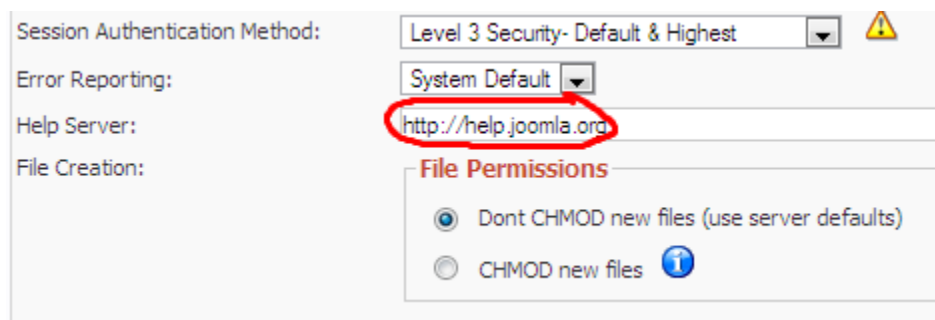 Session Authentication Method: Level 3 Security- Default & Highest
Error Reporting: System Default
Help Server: http://help.joomla.org
File Creation: File Permissions
Dont CHMOD new files (use server defaults)
CHMOD new files